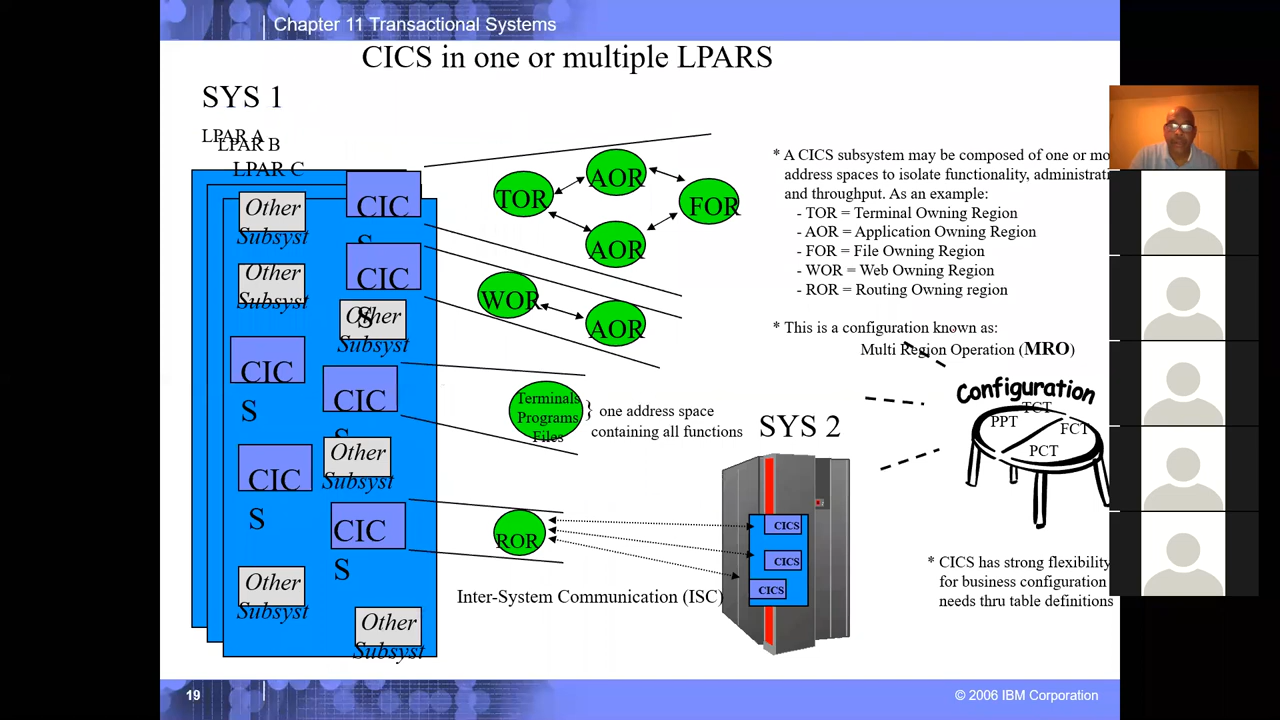 Chapter 11 Transactional Systems
CICS in one or multiple LPARS
SYS 1
LPAR A
LPAR B
LPAR C
Other
Subsyst
CIC
S
Other
Subsyst
CIC
S
Other
Subsyst
CIC
S
CIC
S
Other
Subsyst
CIC
S
CIC
S
Other
Subsyst
Other
Subsyst
TOR
AOR
FOR
AOR
WOR
AOR
Terminals
Programs
Files
} one address space
containing all functions
ROR
Inter-System Communication (ISC)
SYS 2
CICS
CICS
CICS
* A CICS subsystem may be composed of one or mo
address spaces to isolate functionality, administrati
and throughput. As an example:
- TOR = Terminal Owning Region
- AOR = Application Owning Region
- FOR = File Owning Region
- WOR = Web Owning Region
- ROR = Routing Owning region
* This is a configuration known as:
Multi Region Operation (MRO)
Configuration
TCT
PPT
FCT
PCT
* CICS has strong flexibility
for business configuration
needs thru table definitions
19
© 2006 IBM Corporation